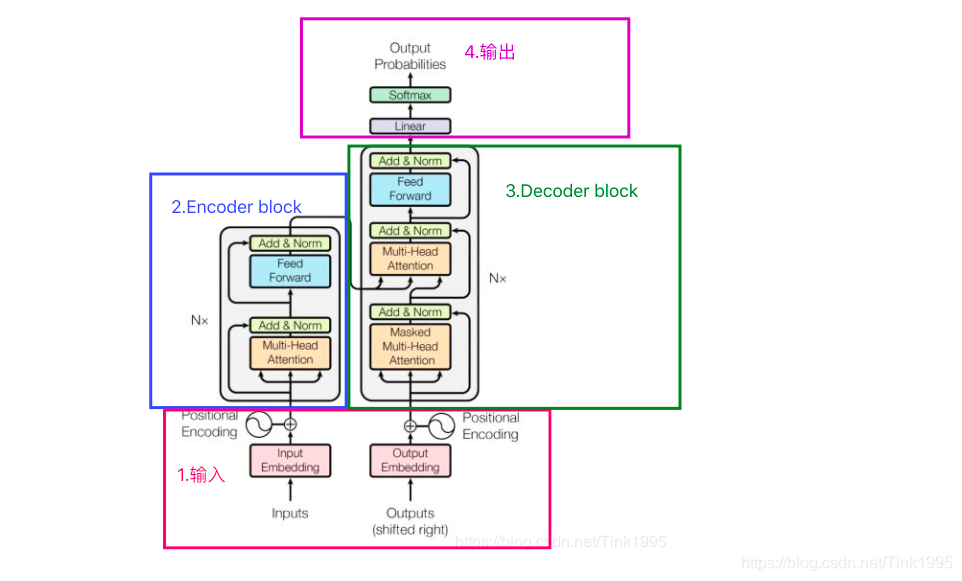 Output
Probabilities
4.输出
Softmax
Linear
Add & Norm
Feed
Forward
3.Decoder block
2.Encoder block
Add & Norm
Multi-Head
Attention
Add & Norm
Feed
Forward
N×
Add & Norm
Masked
Multi-Head
Attention
N×
Add & Norm
Multi-Head
Attention
Positional
Encoding
Positional
Encoding
1.输入
Input
Embedding
Output
Embedding
Inputs
Outputs
(shifted right)
https://blog.csdn.net/Tink1995
https://blog.csdn.net/Tink1995